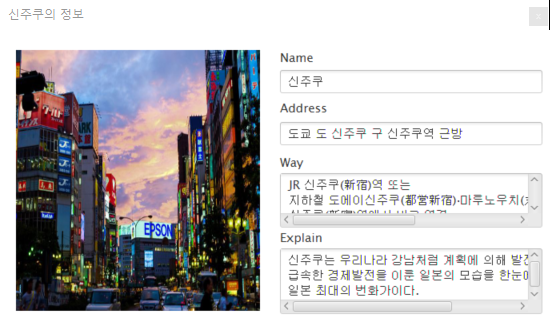 신주쿠의 정보
EPSON
Name
신주쿠
Address
도쿄 도 신주쿠 구 신주쿠역 근방
Way
JR 신주쿠(新宿)역 또는
지하철 도에이신주쿠(都営新宿)·마루노우치(
Explain
신주쿠는 우리나라 강남처럼 계획에 의해 발전
급속한 경제발전을 이룬 일본의 모습을 한눈에
일본 최대의 번화가이다.